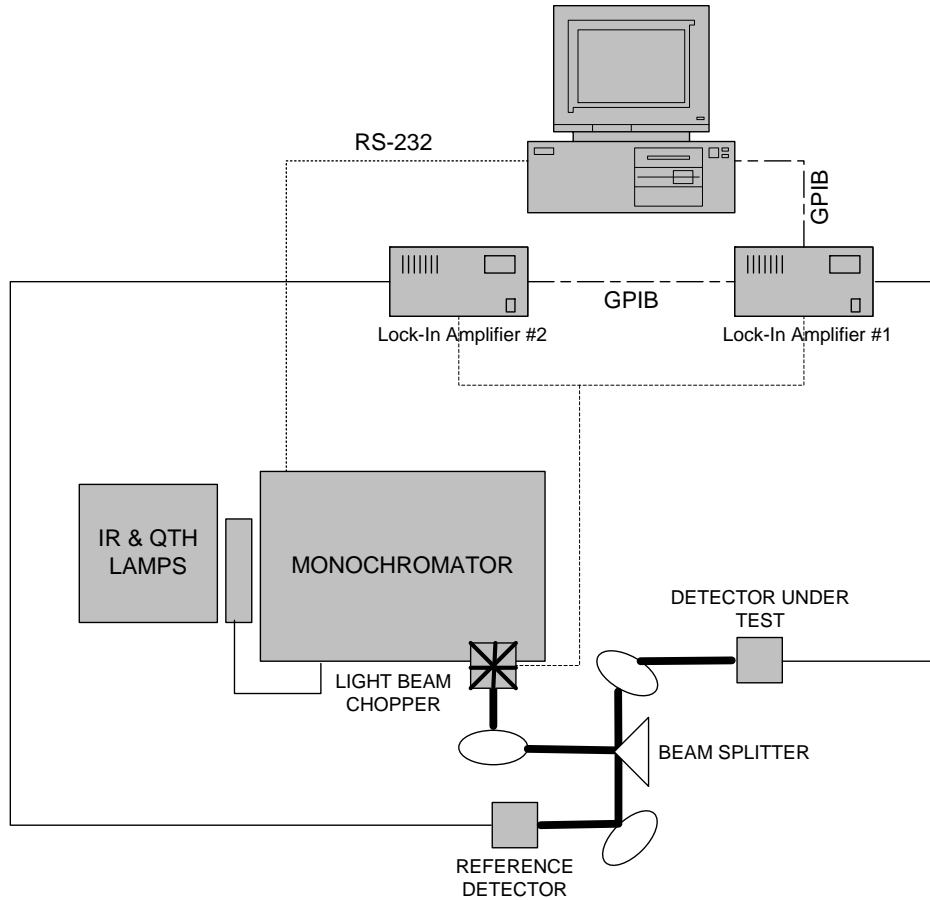 RS-232
GPIB
GPIB
Lock-In Amplifier #2
Lock-In Amplifier #1
IR & QTH
LAMPS
MONOCHROMATOR
DETECTOR UNDER
TEST
LIGHT BEAM
CHOPPER
BEAM SPLITTER
REFERENCE
DETECTOR